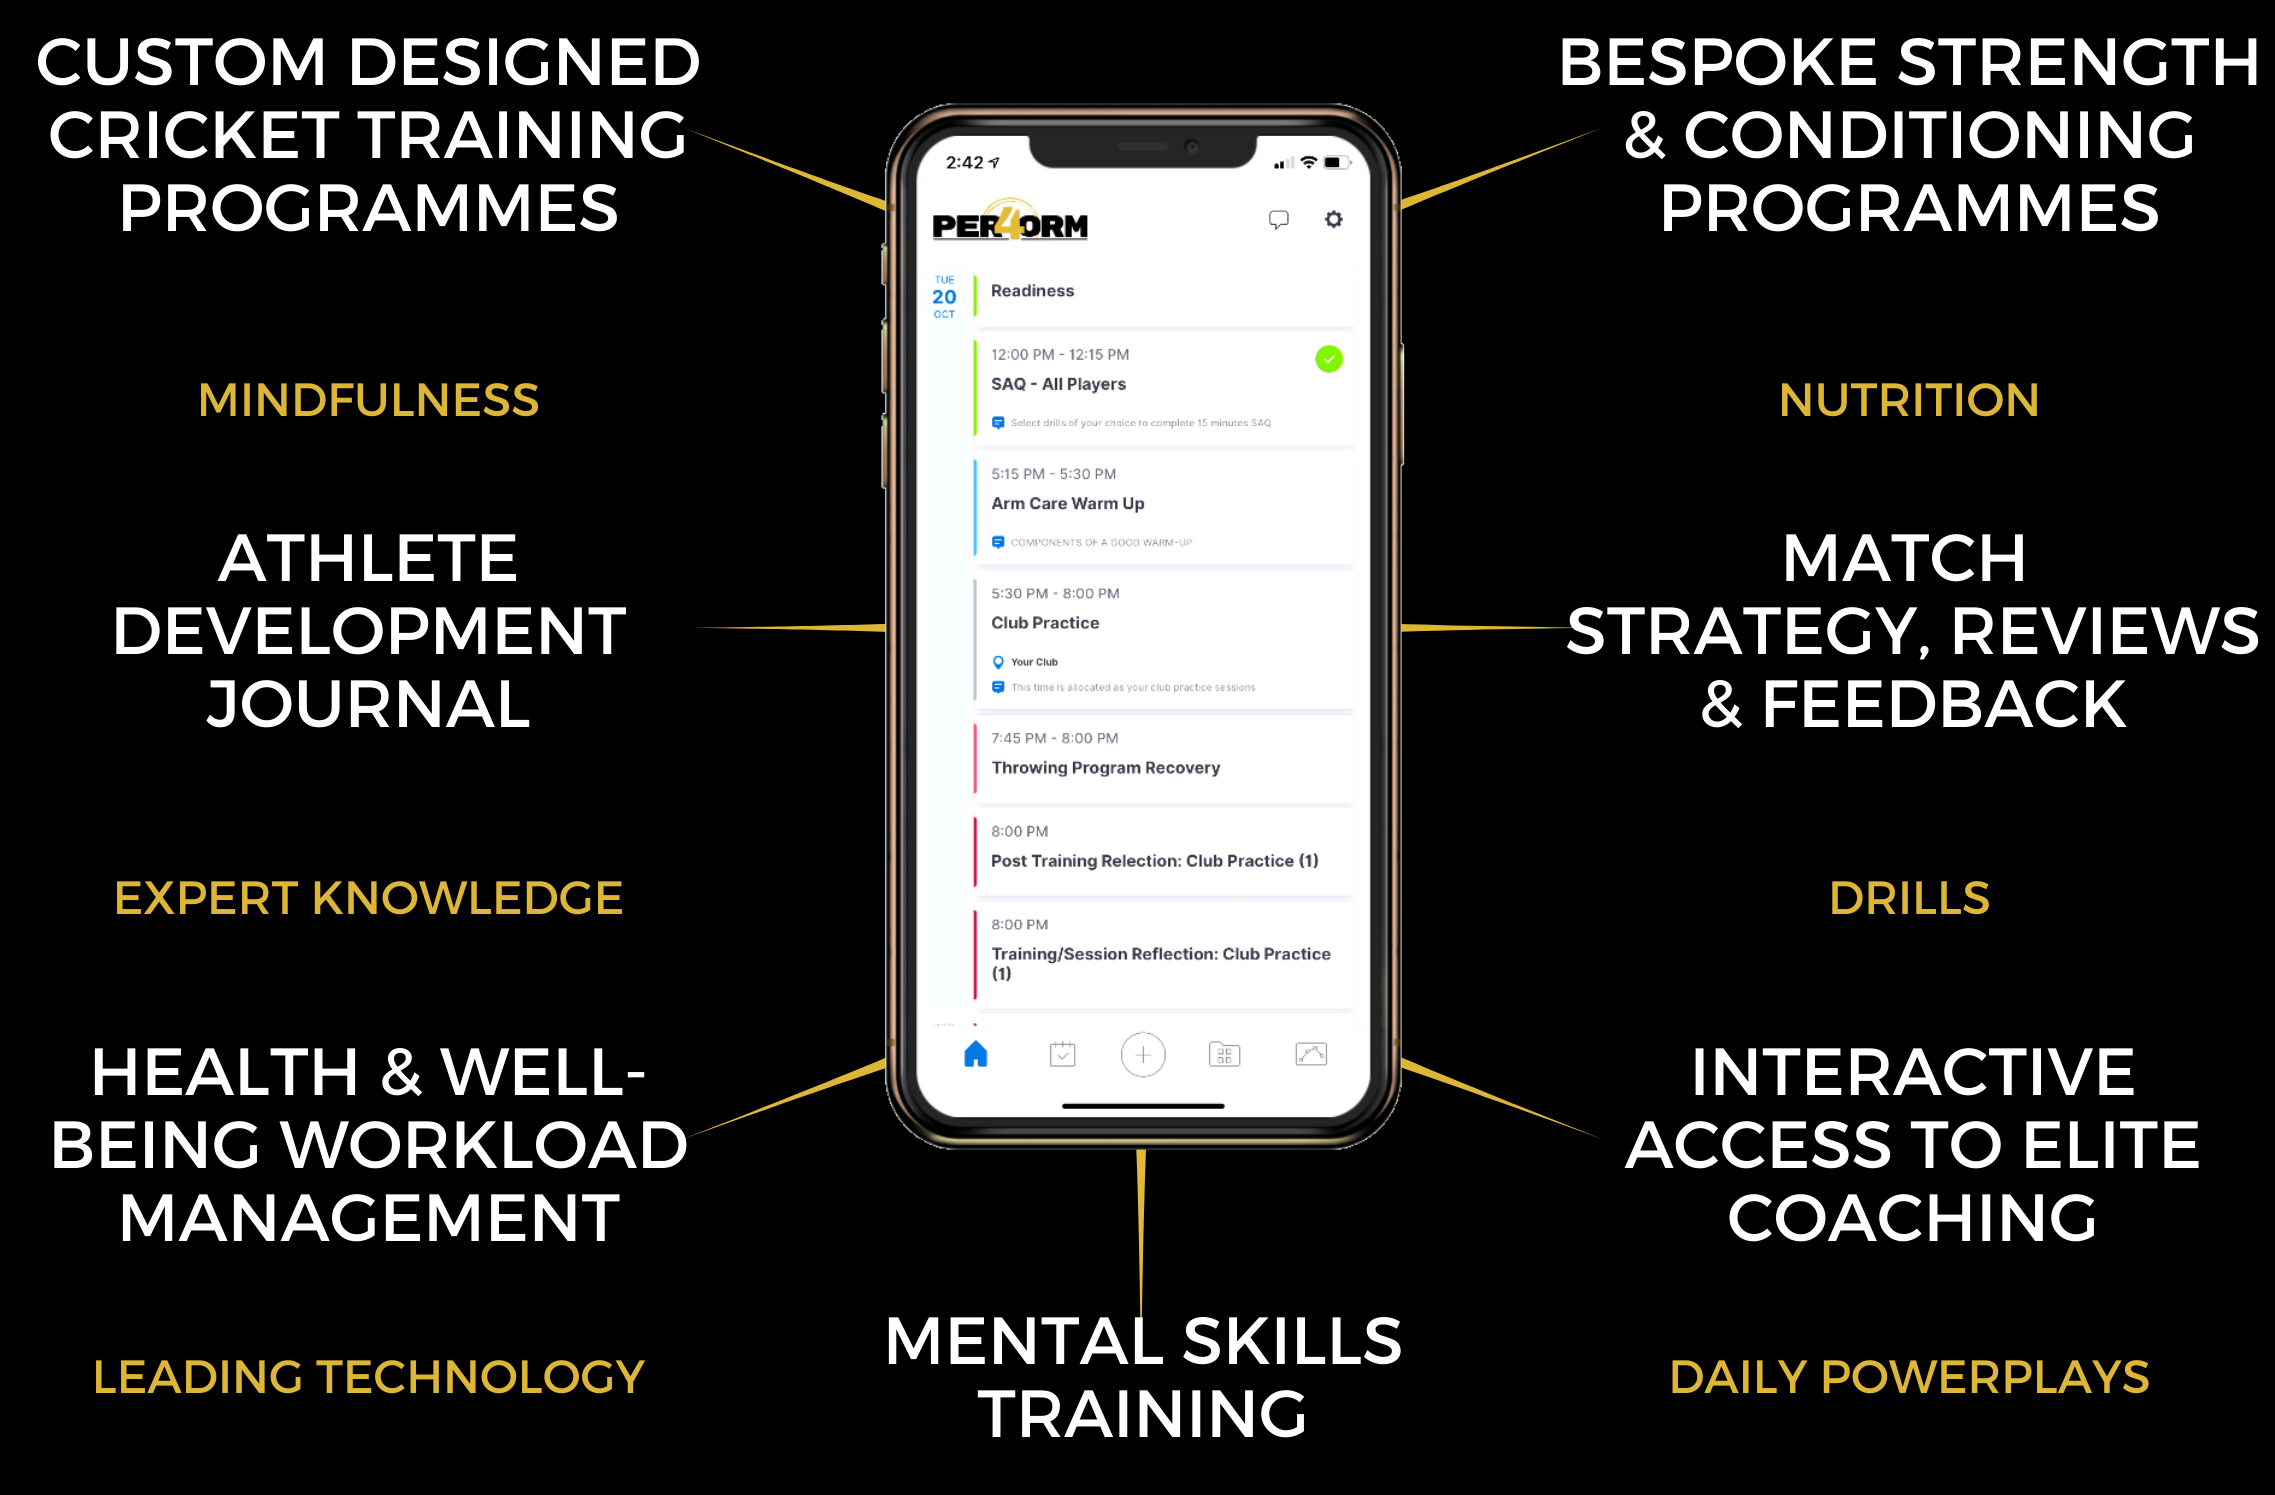 CUSTOM DESIGNED
CRICKET TRAINING
PROGRAMMES
MINDFULNESS
ATHLETE
DEVELOPMENT
JOURNAL
EXPERT KNOWLEDGE
HEALTH & WELL-
BEING WORKLOAD
MANAGEMENT
LEADING TECHNOLOGY
2:42
PER4ORM
TUE
20
OCT
Readiness
12:00 PM - 12:15 PM
SAQ - All Players
Select drills of your choice to complete 15 minutes SAQ
5:15 PM - 5:30 PM
Arm Care Warm Up
COMPONENTS OF A GOOD WARM-UP
5:30 PM - 8:00 PM
Club Practice
Your Club
This time is allocated as your club practice sessions
7:45 PM - 8:00 PM
Throwing Program Recovery
8:00 PM
Post Training Relection: Club Practice (1)
8:00 PM
Training/Session Reflection: Club Practice
(1)
MENTAL SKILLS
TRAINING
BESPOKE STRENGTH
& CONDITIONING
PROGRAMMES
NUTRITION
MATCH
STRATEGY, REVIEWS
& FEEDBACK
DRILLS
INTERACTIVE
ACCESS TO ELITE
COACHING
DAILY POWERPLAYS